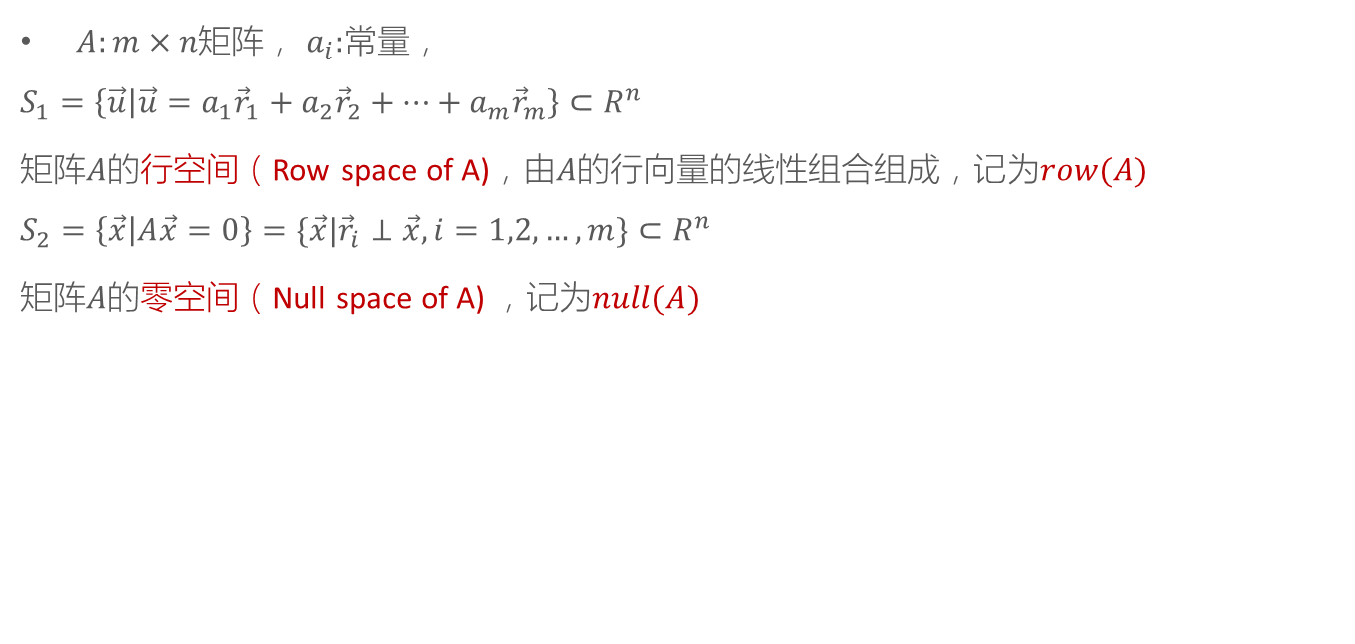 • A: m × n矩阵， aᵢ:常量，
S₁ = {u⃗|u⃗ = a₁r⃗₁ + a₂r⃗₂ + ⋯ + aₘr⃗ₘ} ⊂ Rⁿ
矩阵A的行空间（Row space of A)，由A的行向量的线性组合组成，记为row(A)
S₂ = {x⃗|Ax⃗ = 0} = {x⃗|r⃗ᵢ ⊥ x⃗, i = 1,2, … , m} ⊂ Rⁿ
矩阵A的零空间（Null space of A) ，记为null(A)